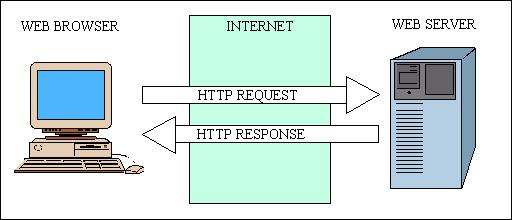 WEB BROWSER
INTERNET
WEB SERVER
HTTP REQUEST
HTTP RESPONSE